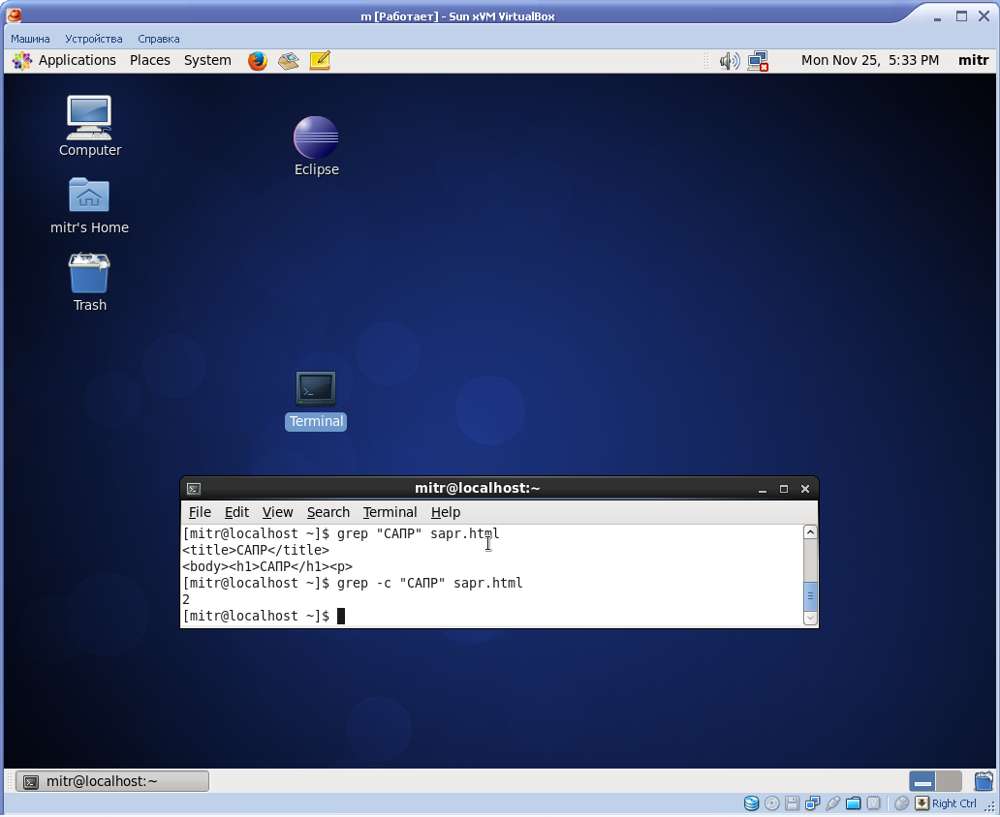 m [Работает] - Sun xVM VirtualBox
Машина Устройства Справка
Applications Places System Mon Nov 25, 5:33 PM mitr
Computer
Eclipse
mitr's Home
Trash
Terminal
mitr@localhost:~
File Edit View Search Terminal Help
[mitr@localhost ~]$ grep "САПР" sapr.html
<title>САПР</title>
<body><h1>САПР</h1><p>
[mitr@localhost ~]$ grep -c "САПР" sapr.html
2
[mitr@localhost ~]$
mitr@localhost:~
Right Ctrl